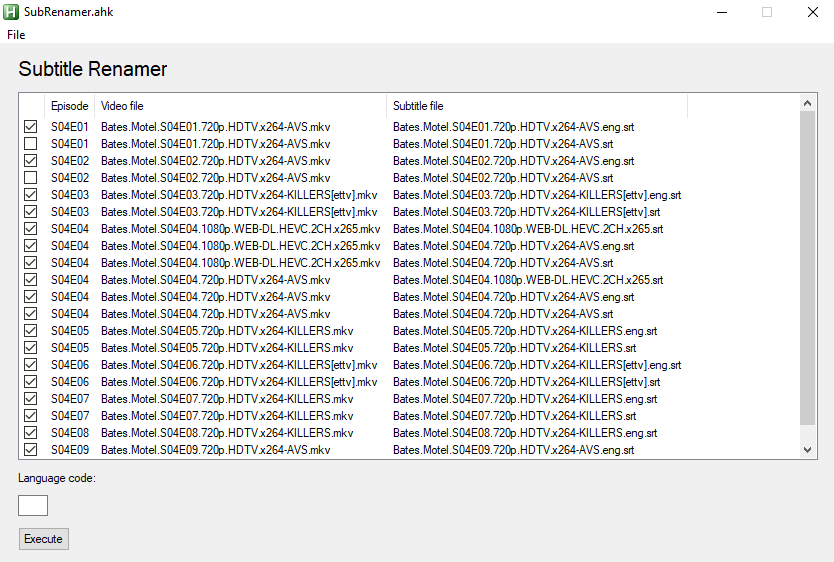 SubRenamer.ahk
File
Subtitle Renamer
Episode Video file Subtitle file
S04E01 Bates.Motel.S04E01.720p.HDTV.x264-AVS.mkv Bates.Motel.S04E01.720p.HDTV.x264-AVS.eng.srt
S04E01 Bates.Motel.S04E01.720p.HDTV.x264-AVS.mkv Bates.Motel.S04E01.720p.HDTV.x264-AVS.srt
S04E02 Bates.Motel.S04E02.720p.HDTV.x264-AVS.mkv Bates.Motel.S04E02.720p.HDTV.x264-AVS.eng.srt
S04E02 Bates.Motel.S04E02.720p.HDTV.x264-AVS.mkv Bates.Motel.S04E02.720p.HDTV.x264-AVS.srt
S04E03 Bates.Motel.S04E03.720p.HDTV.x264-KILLERS[ettv].mkv Bates.Motel.S04E03.720p.HDTV.x264-KILLERS[ettv].eng.srt
S04E03 Bates.Motel.S04E03.720p.HDTV.x264-KILLERS[ettv].mkv Bates.Motel.S04E03.720p.HDTV.x264-KILLERS[ettv].srt
S04E04 Bates.Motel.S04E04.1080p.WEB-DL.HEVC.2CH.x265.mkv Bates.Motel.S04E04.1080p.WEB-DL.HEVC.2CH.x265.srt
S04E04 Bates.Motel.S04E04.1080p.WEB-DL.HEVC.2CH.x265.mkv Bates.Motel.S04E04.720p.HDTV.x264-AVS.eng.srt
S04E04 Bates.Motel.S04E04.1080p.WEB-DL.HEVC.2CH.x265.mkv Bates.Motel.S04E04.720p.HDTV.x264-AVS.srt
S04E04 Bates.Motel.S04E04.720p.HDTV.x264-AVS.mkv Bates.Motel.S04E04.1080p.WEB-DL.HEVC.2CH.x265.srt
S04E04 Bates.Motel.S04E04.720p.HDTV.x264-AVS.mkv Bates.Motel.S04E04.720p.HDTV.x264-AVS.eng.srt
S04E04 Bates.Motel.S04E04.720p.HDTV.x264-AVS.mkv Bates.Motel.S04E04.720p.HDTV.x264-AVS.srt
S04E05 Bates.Motel.S04E05.720p.HDTV.x264-KILLERS.mkv Bates.Motel.S04E05.720p.HDTV.x264-KILLERS.eng.srt
S04E05 Bates.Motel.S04E05.720p.HDTV.x264-KILLERS.mkv Bates.Motel.S04E05.720p.HDTV.x264-KILLERS.srt
S04E06 Bates.Motel.S04E06.720p.HDTV.x264-KILLERS[ettv].mkv Bates.Motel.S04E06.720p.HDTV.x264-KILLERS[ettv].eng.srt
S04E06 Bates.Motel.S04E06.720p.HDTV.x264-KILLERS[ettv].mkv Bates.Motel.S04E06.720p.HDTV.x264-KILLERS[ettv].srt
S04E07 Bates.Motel.S04E07.720p.HDTV.x264-KILLERS.mkv Bates.Motel.S04E07.720p.HDTV.x264-KILLERS.eng.srt
S04E07 Bates.Motel.S04E07.720p.HDTV.x264-KILLERS.mkv Bates.Motel.S04E07.720p.HDTV.x264-KILLERS.srt
S04E08 Bates.Motel.S04E08.720p.HDTV.x264-KILLERS.mkv Bates.Motel.S04E08.720p.HDTV.x264-KILLERS.eng.srt
S04E09 Bates.Motel.S04E09.720p.HDTV.x264-AVS.mkv Bates.Motel.S04E09.720p.HDTV.x264-AVS.eng.srt
Language code:
Execute